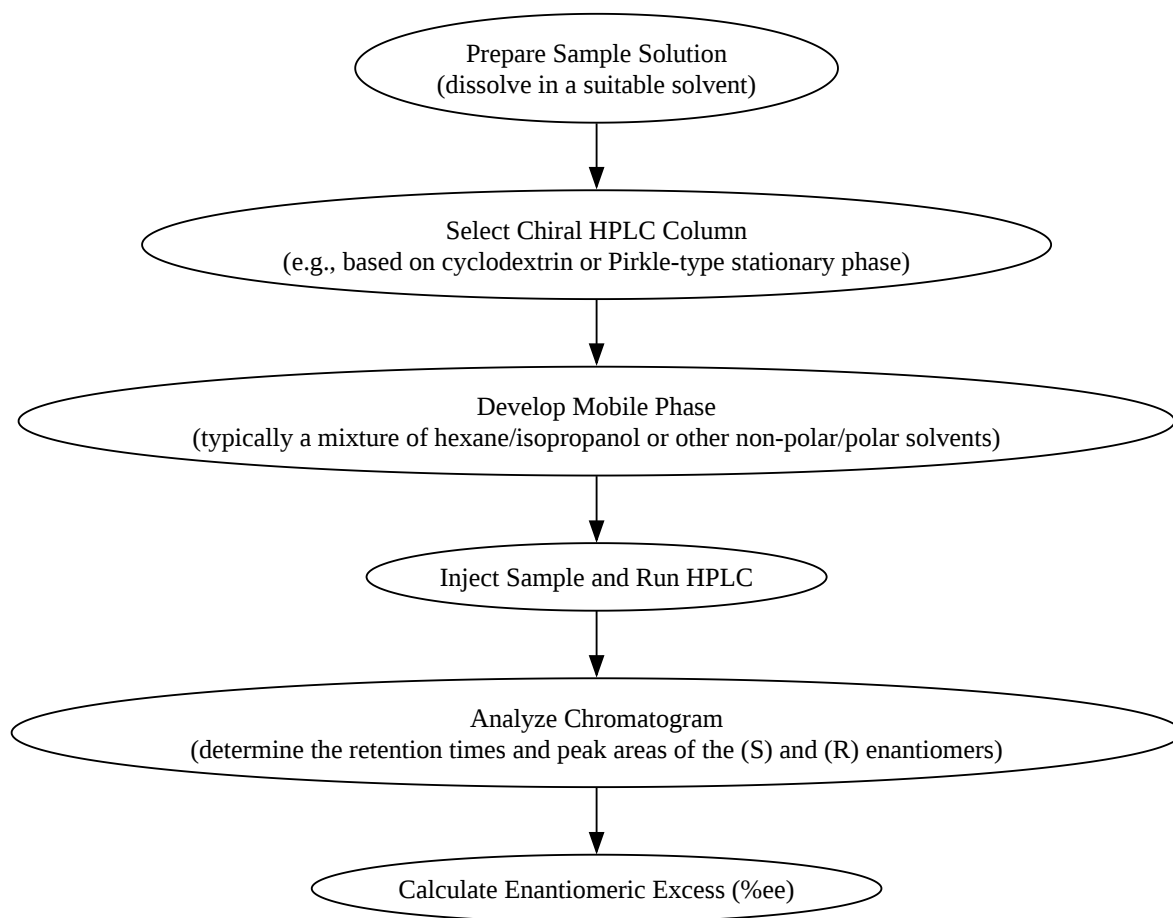 Prepare Sample Solution
(dissolve in a suitable solvent)
Select Chiral HPLC Column
(e.g., based on cyclodextrin or Pirkle-type stationary phase)
Develop Mobile Phase
(typically a mixture of hexane/isopropanol or other non-polar/polar solvents)
Inject Sample and Run HPLC
Analyze Chromatogram
(determine the retention times and peak areas of the (S) and (R) enantiomers)
Calculate Enantiomeric Excess (%ee)